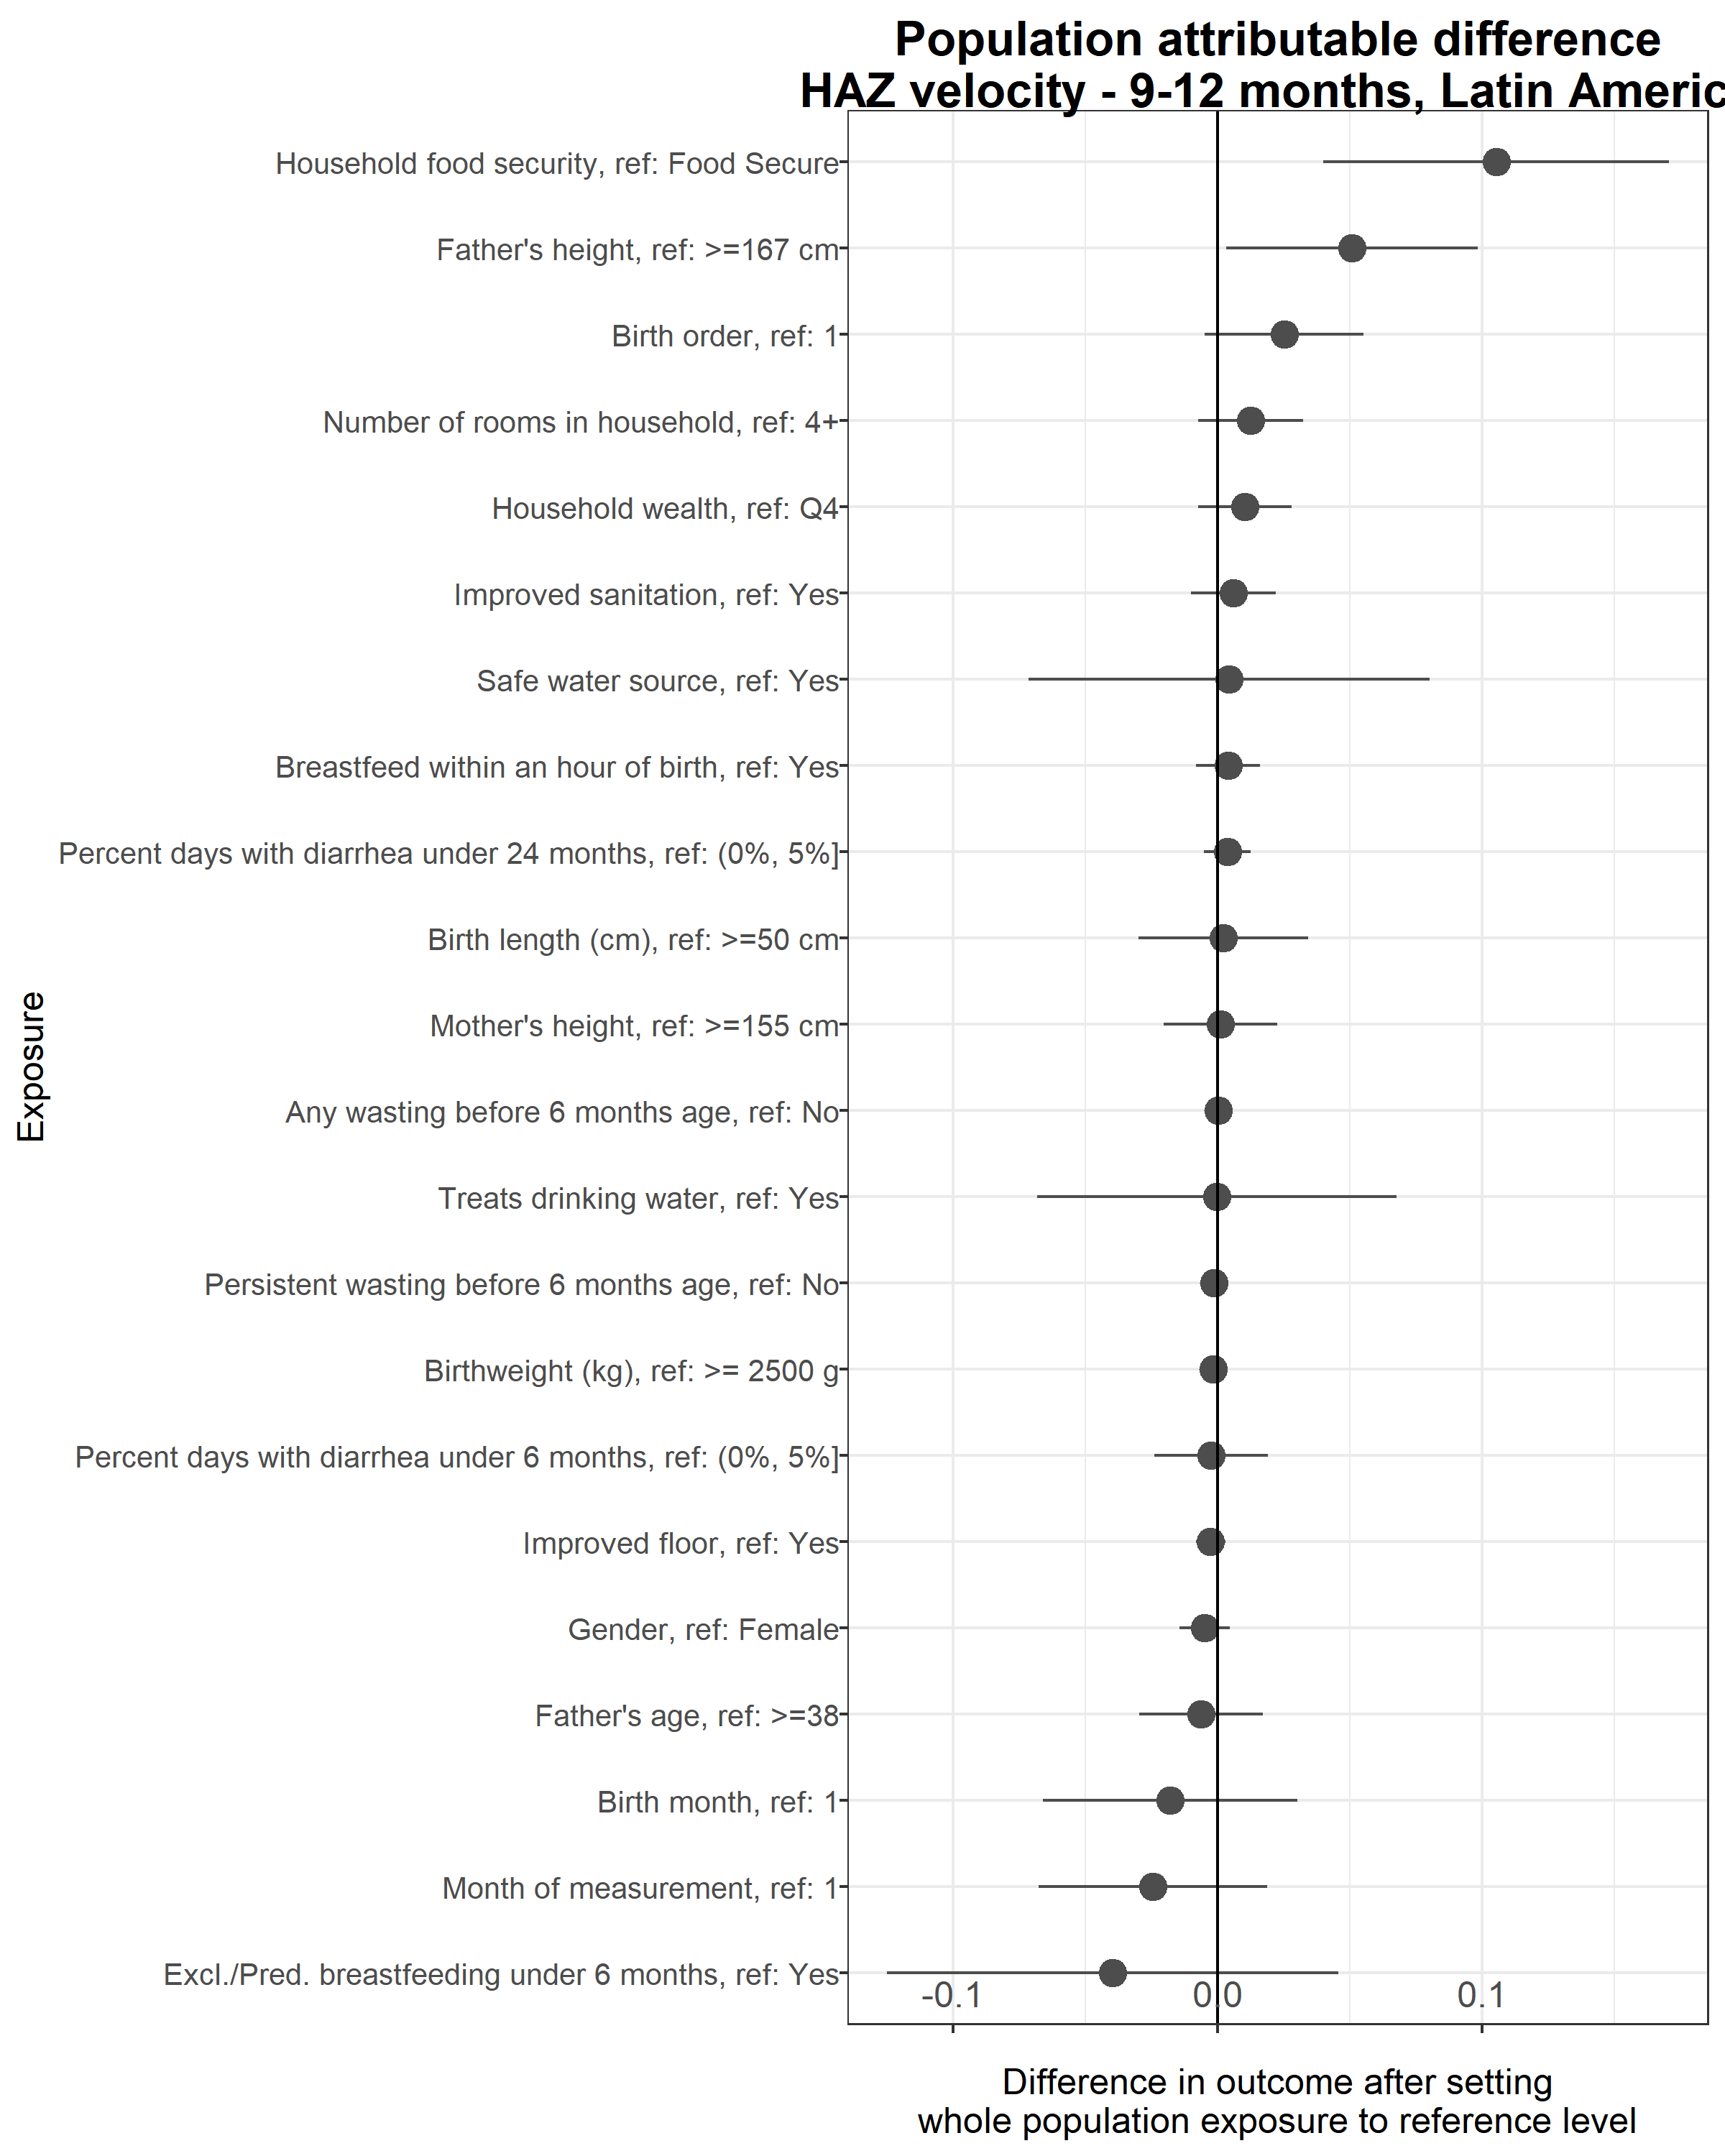 Population attributable difference
HAZ velocity - 9-12 months, Latin Americ
Household food security, ref: Food Secure
Father's height, ref: >=167 cm
Birth order, ref: 1
Number of rooms in household, ref: 4+
Household wealth, ref: Q4
Improved sanitation, ref: Yes
Safe water source, ref: Yes
Breastfeed within an hour of birth, ref: Yes
Percent days with diarrhea under 24 months, ref: (0%, 5%]
Birth length (cm), ref: >=50 cm
Mother's height, ref: >=155 cm
Any wasting before 6 months age, ref: No
Treats drinking water, ref: Yes
Persistent wasting before 6 months age, ref: No
Birthweight (kg), ref: >= 2500 g
Percent days with diarrhea under 6 months, ref: (0%, 5%]
Improved floor, ref: Yes
Gender, ref: Female
Father's age, ref: >=38
Birth month, ref: 1
Month of measurement, ref: 1
Excl./Pred. breastfeeding under 6 months, ref: Yes
Exposure
-0.1 0.0 0.1
Difference in outcome after setting
whole population exposure to reference level